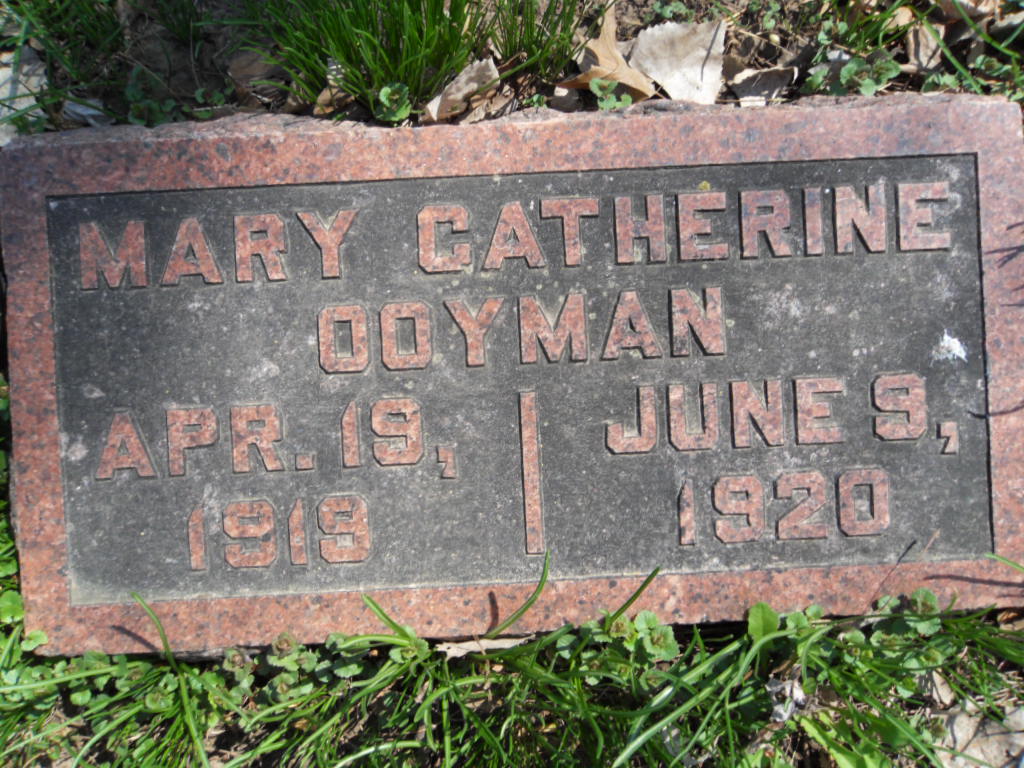 MARY CATHERINE
OOYMAN
APR. 19, 1919
JUNE 9, 1920